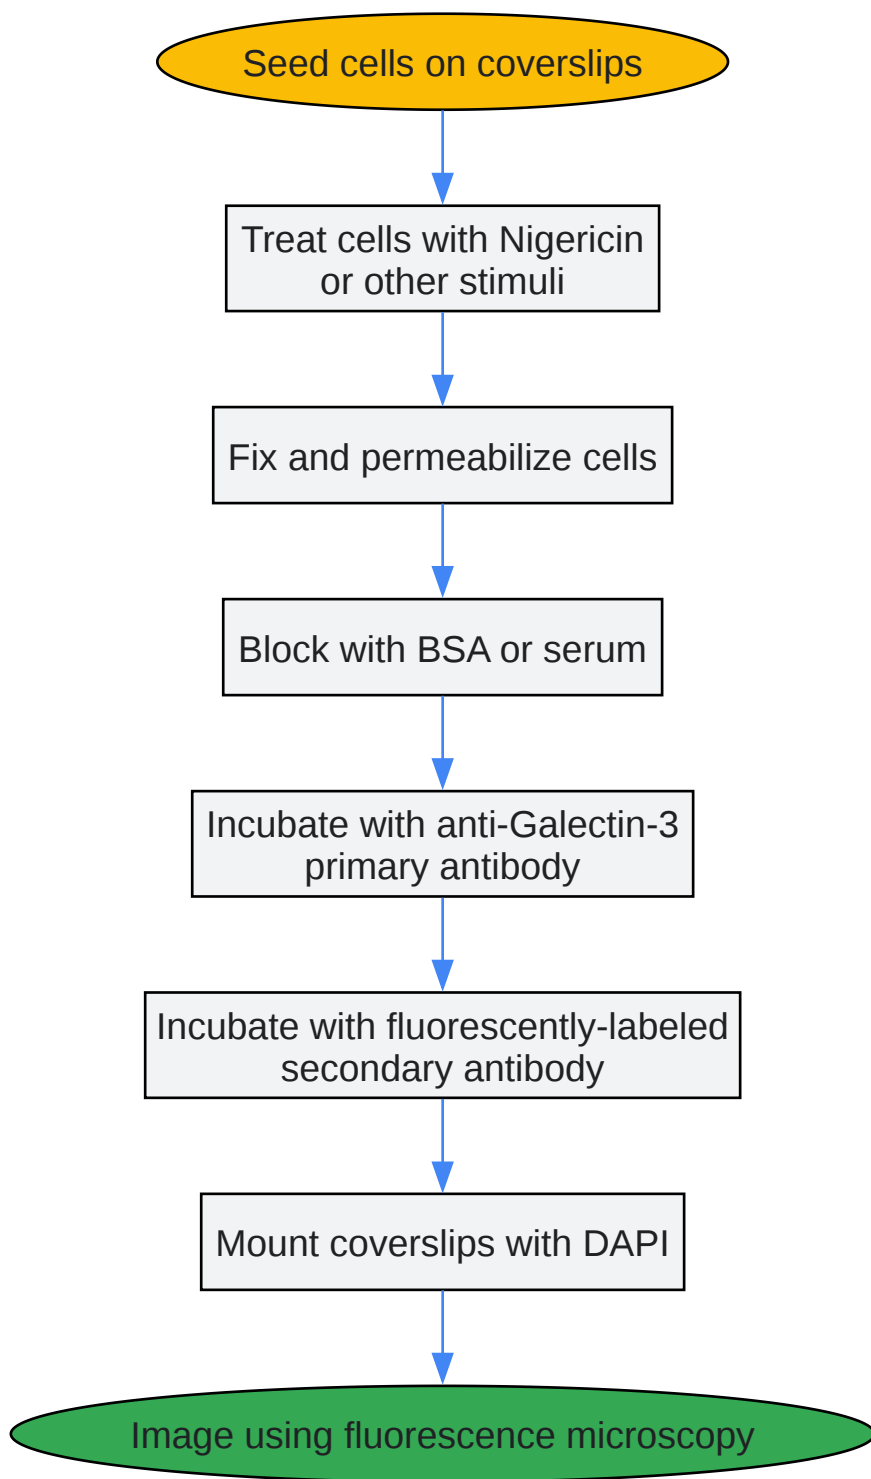 Seed cells on coverslips
Treat cells with Nigericin
or other stimuli
Fix and permeabilize cells
Block with BSA or serum
Incubate with anti-Galectin-3
primary antibody
Incubate with fluorescently-labeled
secondary antibody
Mount coverslips with DAPI
Image using fluorescence microscopy